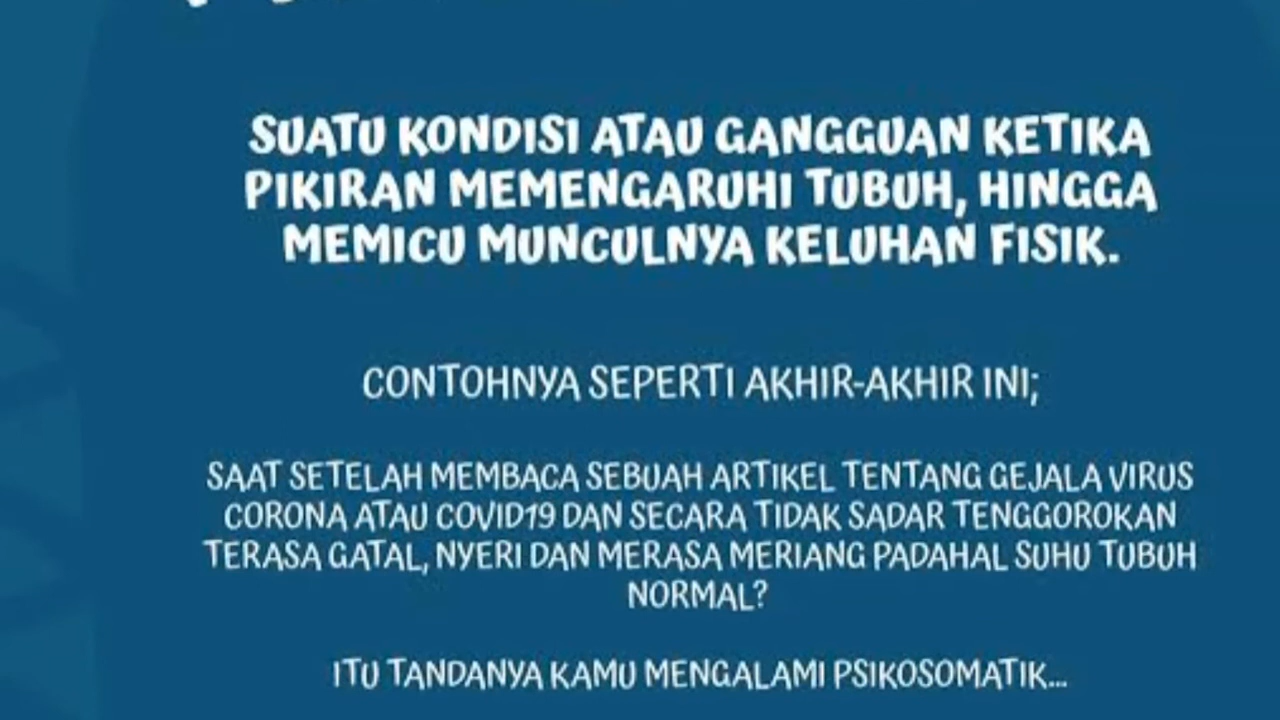 SUATU KONDISI ATAU GANGGUAN KETIKA
PIKIRAN MEMENGARUHI TUBUH, HINGGA
MEMICU MUNCULNYA KELUHAN FISIK.
CONTOHNYA SEPERTI AKHIR-AKHIR INI;
SAAT SETELAH MEMBACA SEBUAH ARTIKEL TENTANG GEJALA VIRUS
CORONA ATAU COVID19 DAN SECARA TIDAK SADAR TENGGOROKAN
TERASA GATAL, NYERI DAN MERASA MERIANG PADAHAL SUHU TUBUH
NORMAL?
ITU TANDANYA KAMU MENGALAMI PSIKOSOMATIK...